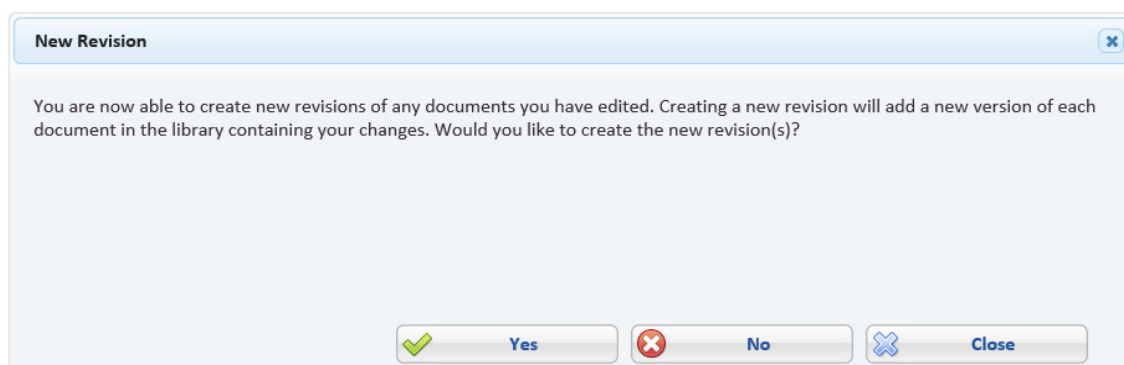 New Revision
You are now able to create new revisions of any documents you have edited. Creating a new revision will add a new version of each
document in the library containing your changes. Would you like to create the new revision(s)?
Yes No Close